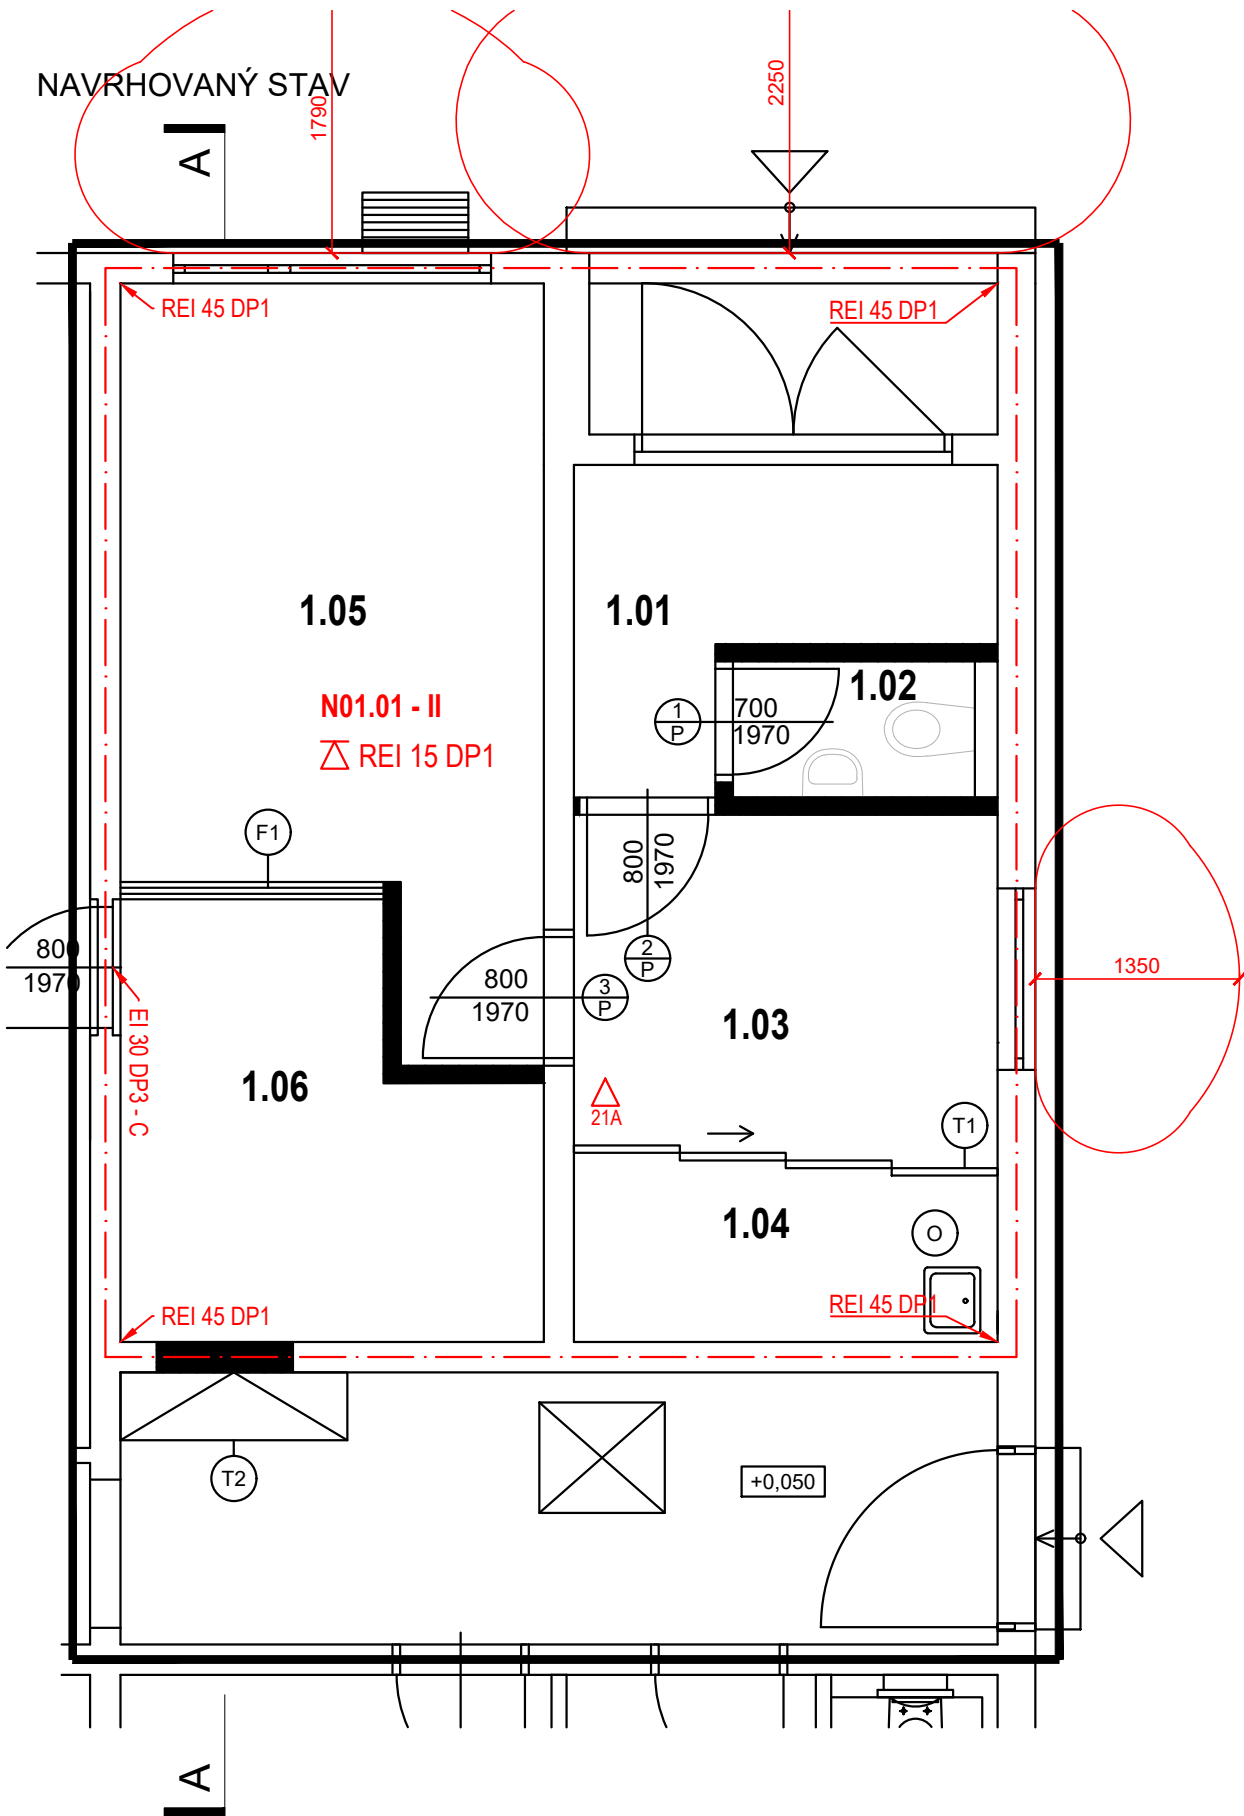 NAVRHOVANÝ STAV
1790
2250
A
REI 45 DP1
REI 45 DP1
1.05
1.01
1.02
N01.01 - II
REI 15 DP1
1
P
700
1970
F1
800
1970
800
1970
2
P
800
1970
3
P
1350
EI 30 DP3 - C
1.03
1.06
21A
T1
1.04
O
REI 45 DP1
REI 45 DP1
T2
+0,050
A